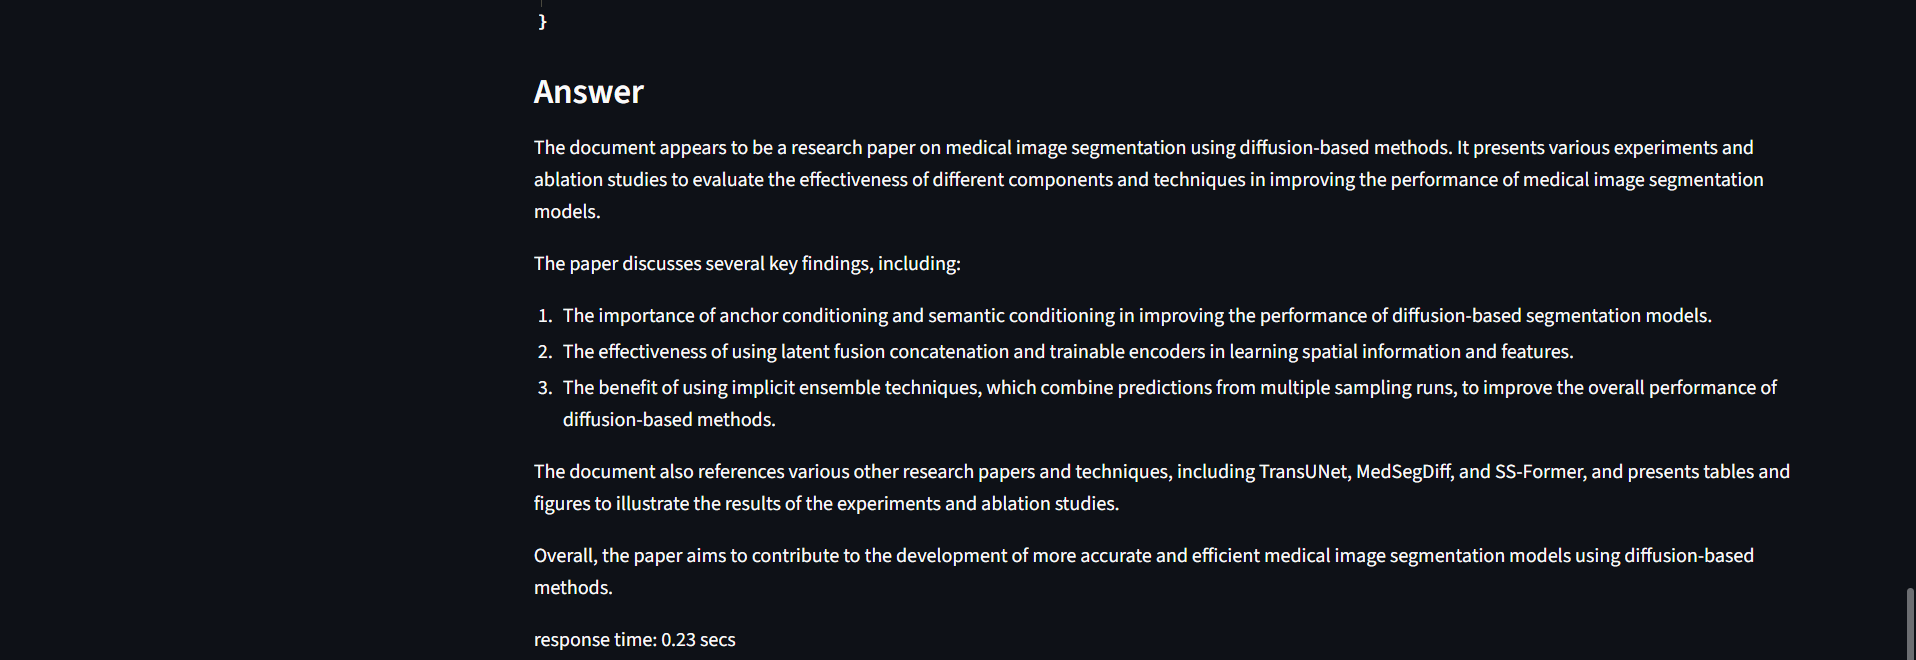 }
Answer
The document appears to be a research paper on medical image segmentation using diffusion-based methods. It presents various experiments and
ablation studies to evaluate the effectiveness of different components and techniques in improving the performance of medical image segmentation
models.
The paper discusses several key findings, including:
1. The importance of anchor conditioning and semantic conditioning in improving the performance of diffusion-based segmentation models.
2. The effectiveness of using latent fusion concatenation and trainable encoders in learning spatial information and features.
3. The benefit of using implicit ensemble techniques, which combine predictions from multiple sampling runs, to improve the overall performance of
diffusion-based methods.
The document also references various other research papers and techniques, including TransUNet, MedSegDiff, and SS-Former, and presents tables and
figures to illustrate the results of the experiments and ablation studies.
Overall, the paper aims to contribute to the development of more accurate and efficient medical image segmentation models using diffusion-based
methods.
response time: 0.23 secs